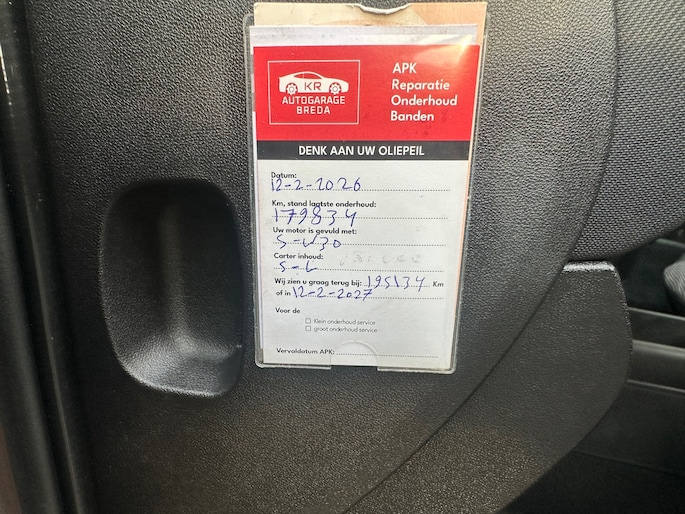 KR
AUTOGARAGE
BREDA
APK
Reparatie
Onderhoud
Banden
DENK AAN UW OLIEPEIL
Datum:
12-2-2026
Km, stand laatste onderhoud:
179834
Uw motor is gevuld met:
5-W30
Carter inhoud:
5-L
Wij zien u graag terug bij: 195134 Km
of in 12-2-2027
Voor de
Klein onderhoud service
groot onderhoud service
Vervaldatum APK: